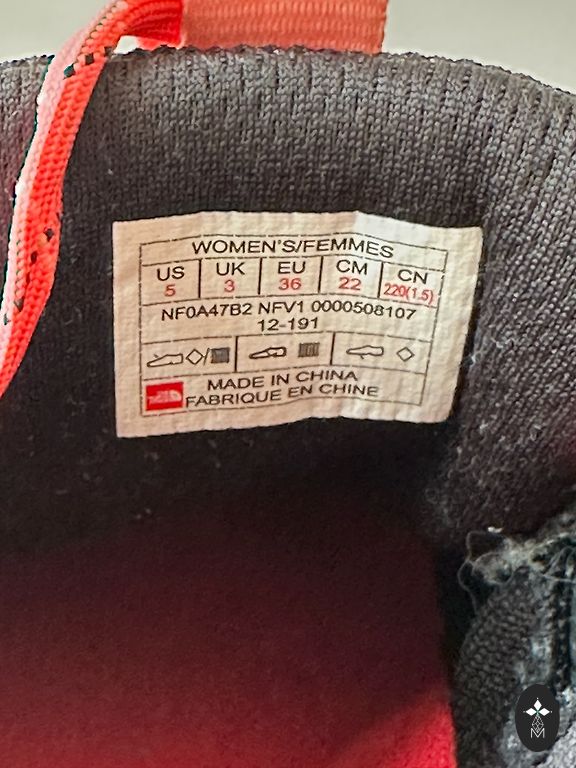 WOMEN'S/FEMMES
US UK EU CM CN
5 3 36 22 220(1.5)
NF0A47B2 NFV1 0000508107
12-191
MADE IN CHINA
FABRIQUE EN CHINE
M